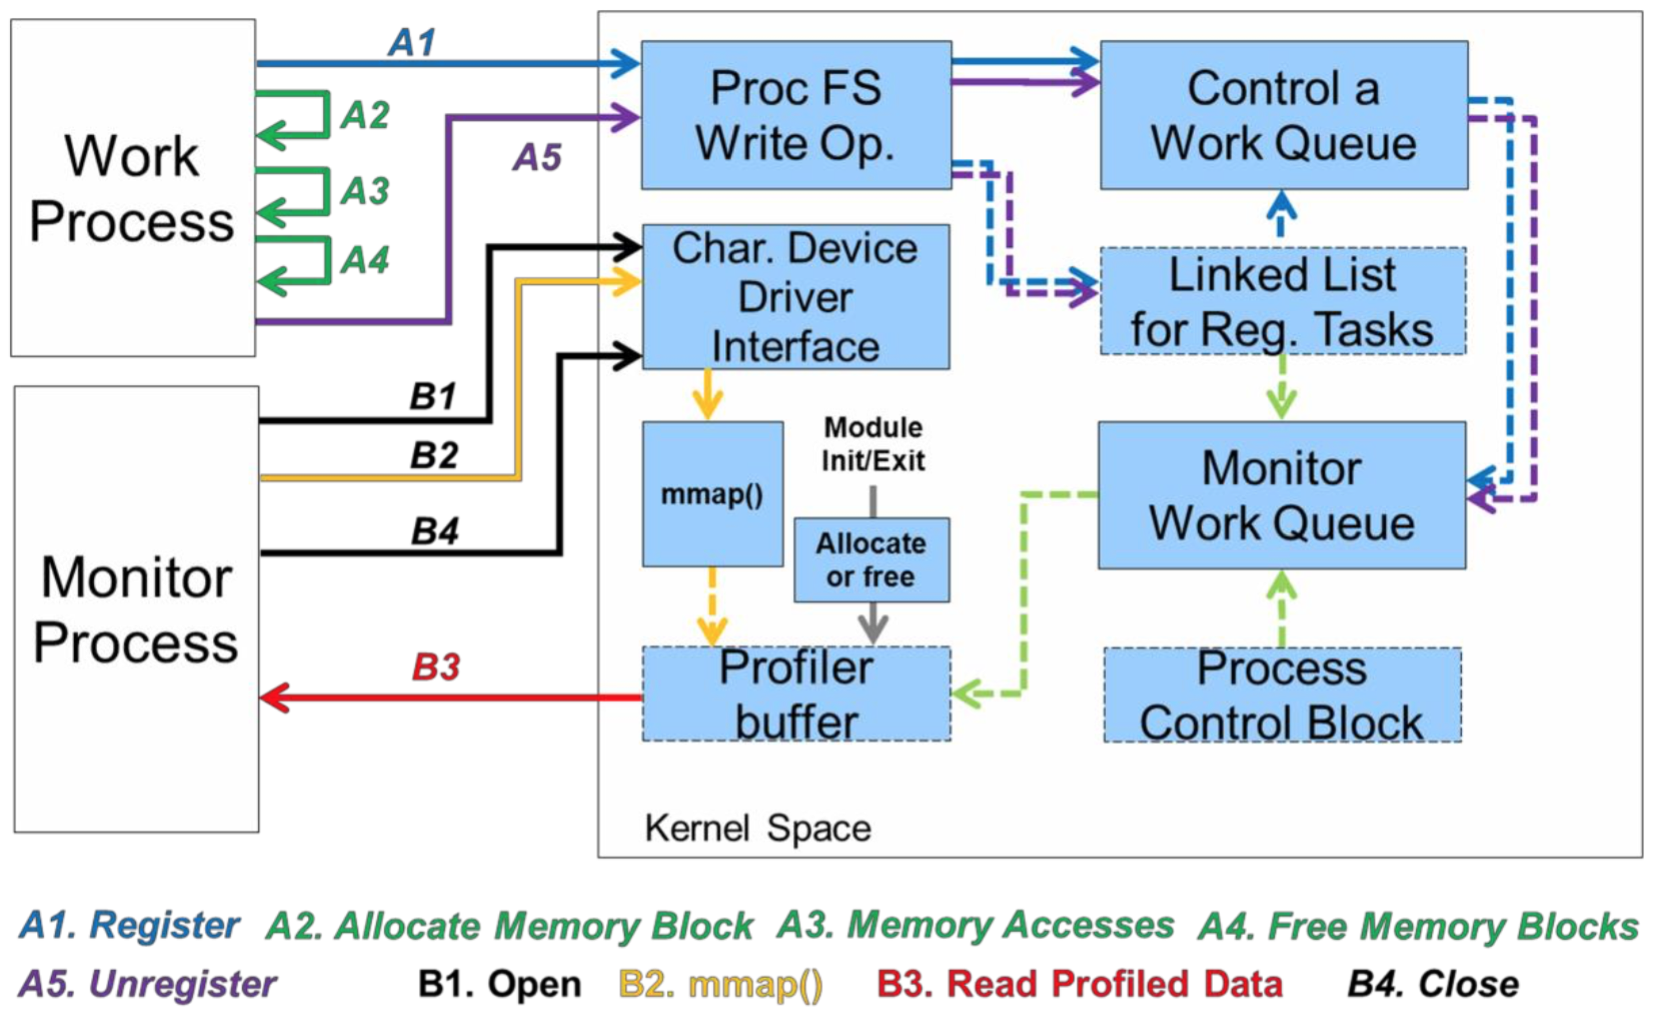 A1
Work
Process
A2
A3
A4
A5
Proc FS
Write Op.
Control a
Work Queue
Char. Device
Driver
Interface
Linked List
for Reg. Tasks
Monitor
Process
B1
B2
B4
B3
mmap()
Module
Init/Exit
Allocate
or free
Monitor
Work Queue
Profiler
buffer
Process
Control Block
Kernel Space
A1. Register A2. Allocate Memory Block A3. Memory Accesses A4. Free Memory Blocks
A5. Unregister B1. Open B2. mmap() B3. Read Profiled Data B4. Close